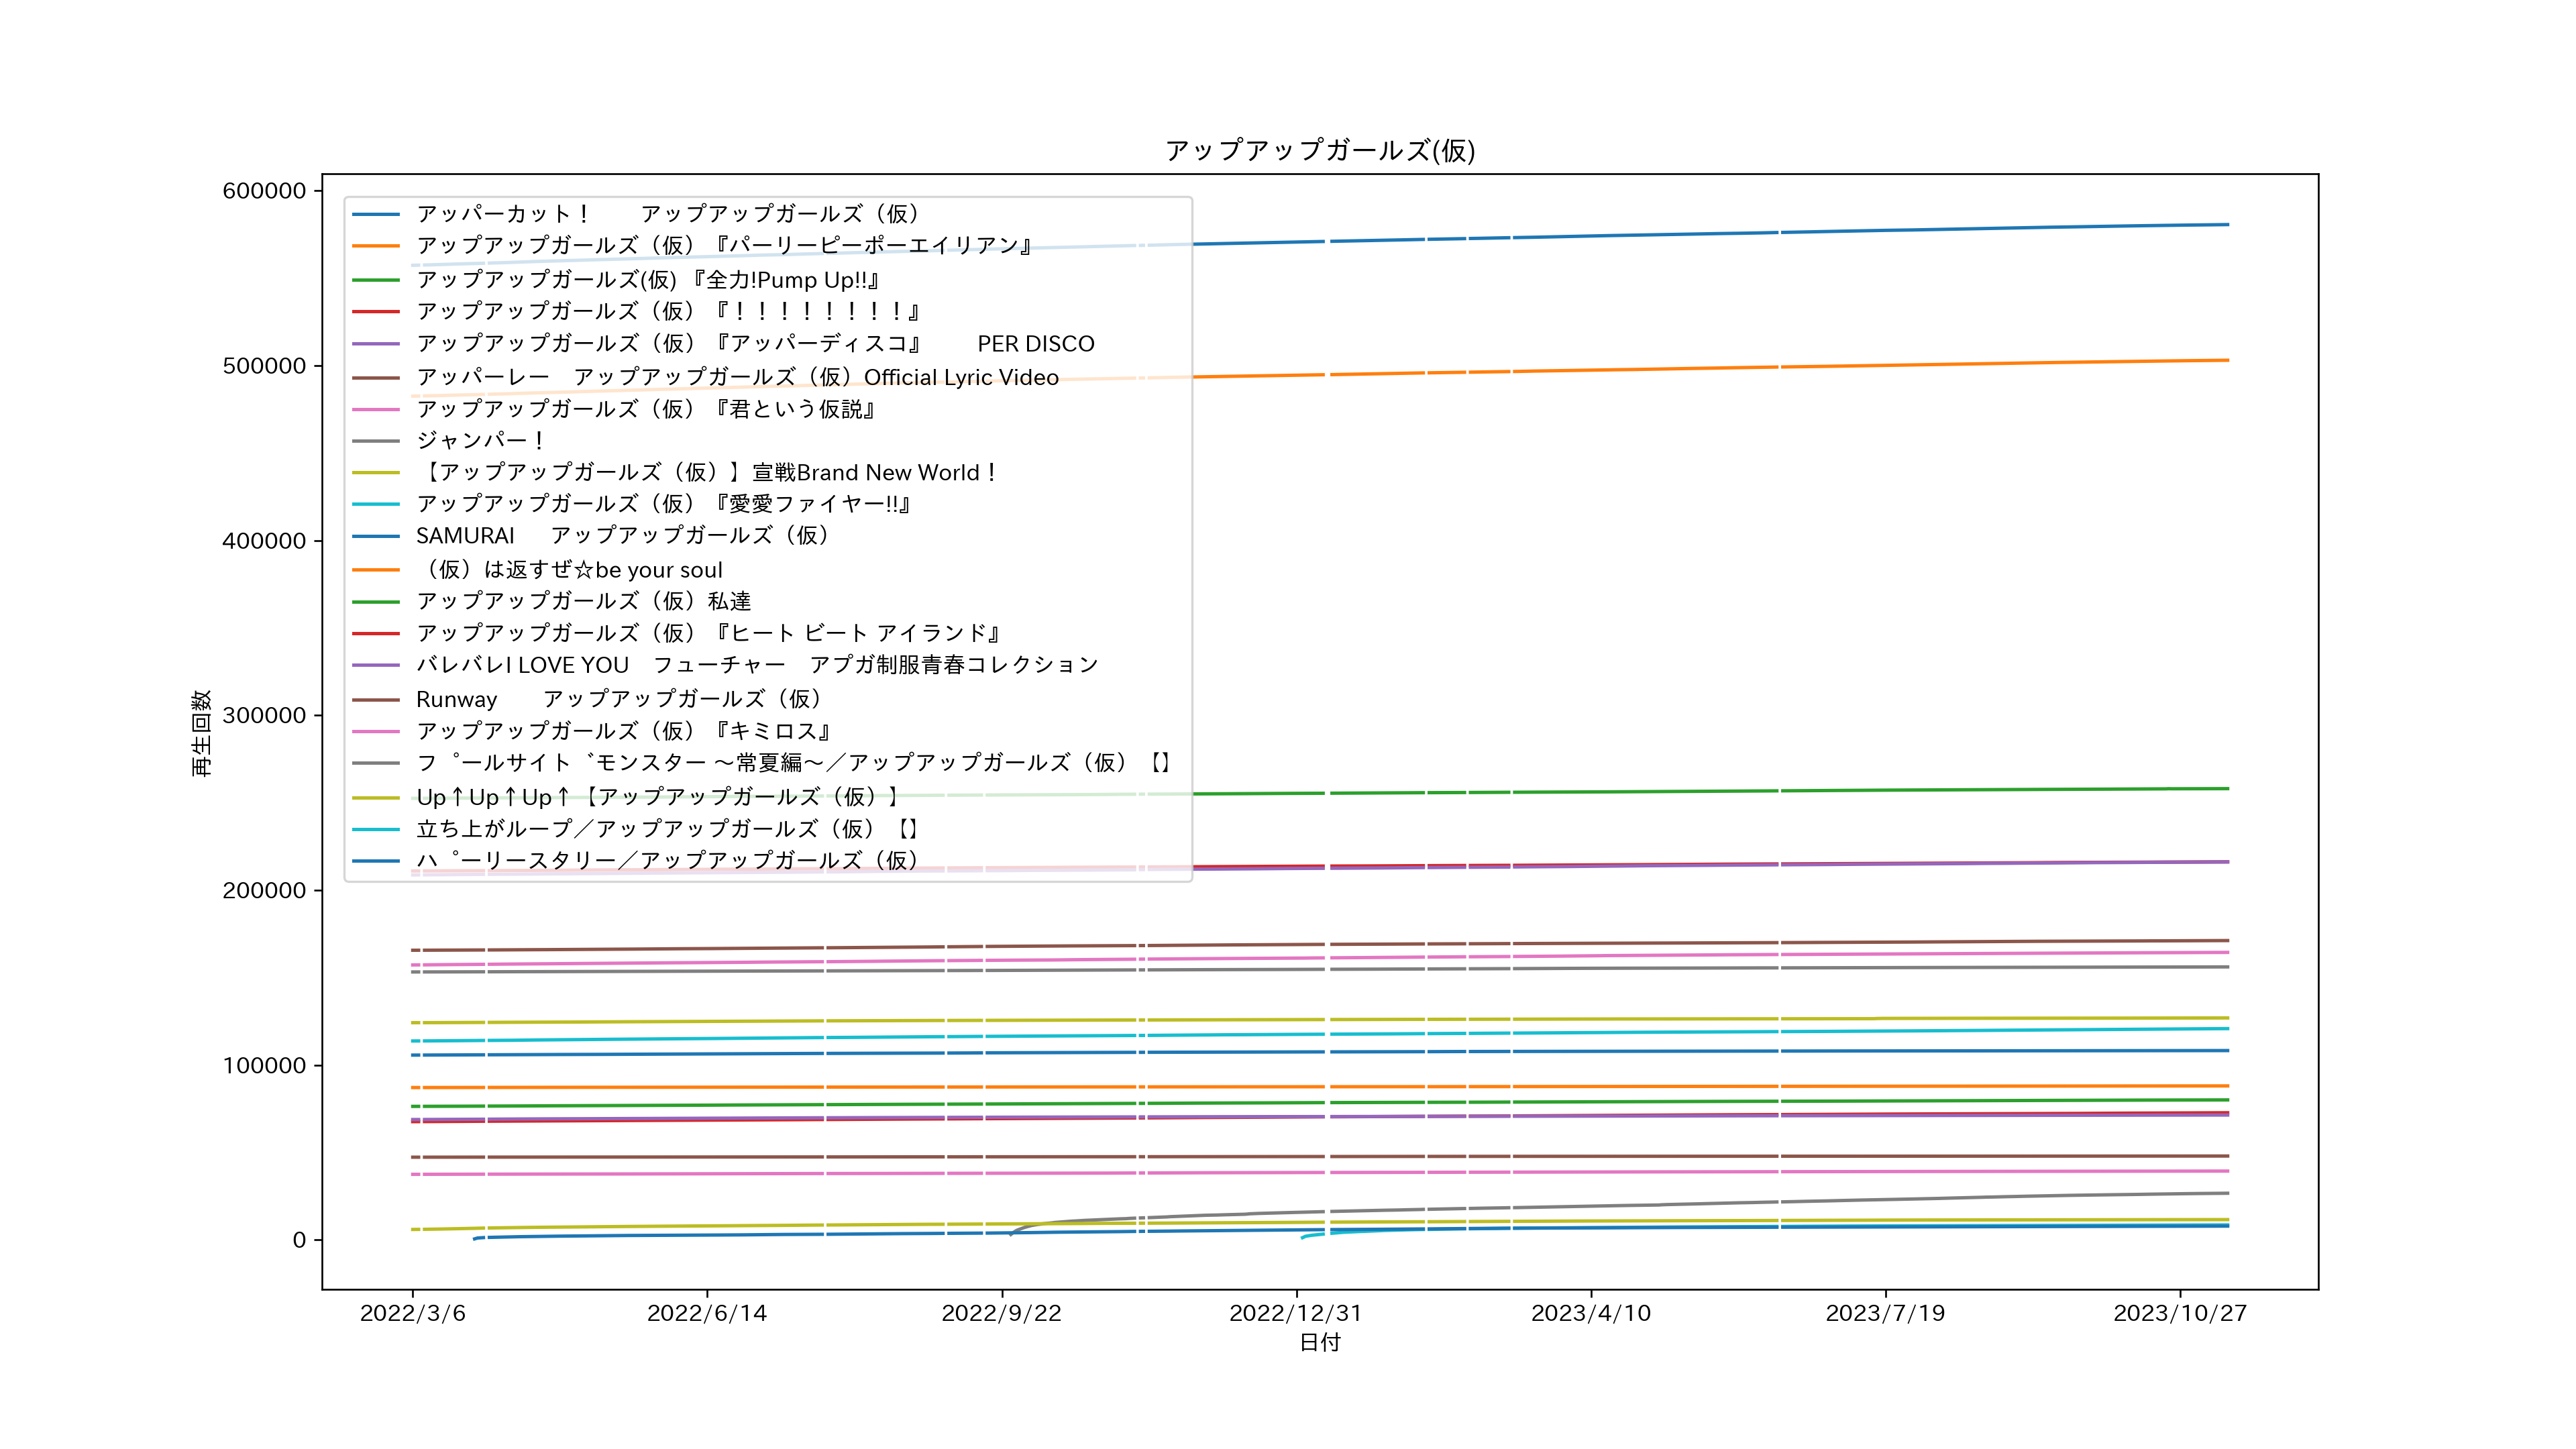 アップアップガールズ(仮)
600000
500000
400000
300000
200000
100000
0
再生回数
アッパーカット！　　アップアップガールズ（仮）
アップアップガールズ（仮）『パーリーピーポーエイリアン』
アップアップガールズ(仮) 『全力!Pump Up!!』
アップアップガールズ（仮）『！！！！！！！！』
アップアップガールズ（仮）『アッパーディスコ』　　PER DISCO
アッパーレー　アップアップガールズ（仮）Official Lyric Video
アップアップガールズ（仮）『君という仮説』
ジャンパー！
【アップアップガールズ（仮）】宣戦Brand New World！
アップアップガールズ（仮）『愛愛ファイヤー!!』
SAMURAI　 アップアップガールズ（仮）
（仮）は返すぜ☆be your soul
アップアップガールズ（仮）私達
アップアップガールズ（仮）『ヒート ビート アイランド』
バレバレI LOVE YOU　フューチャー　アプガ制服青春コレクション
Runway　　アップアップガールズ（仮）
アップアップガールズ（仮）『キミロス』
フ゜ールサイト゛モンスター 〜常夏編〜／アップアップガールズ（仮）【】
Up↑Up↑Up↑【アップアップガールズ（仮）】
立ち上がループ／アップアップガールズ（仮）【】
ハ゜ーリースタリー／アップアップガールズ（仮）
2022/3/6
2022/6/14
2022/9/22
2022/12/31
2023/4/10
2023/7/19
2023/10/27
日付